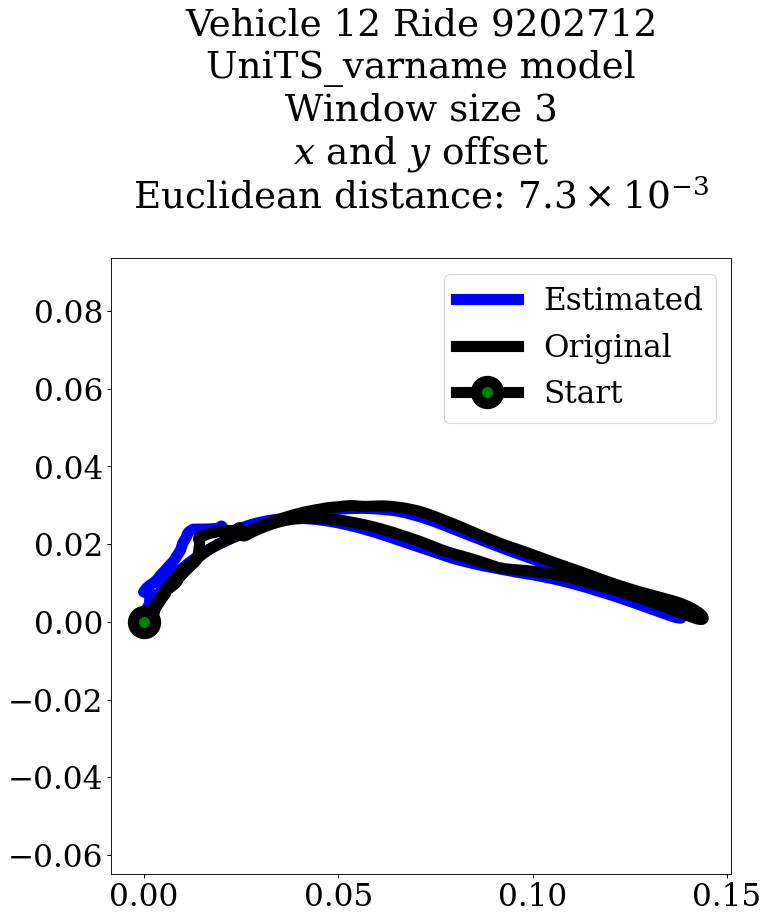 Vehicle 12 Ride 9202712
UniTS_varname model
Window size 3
x and y offset
Euclidean distance: 7.3 × 10⁻³
Estimated
Original
Start
0.08
0.06
0.04
0.02
0.00
−0.02
−0.04
−0.06
0.00 0.05 0.10 0.15